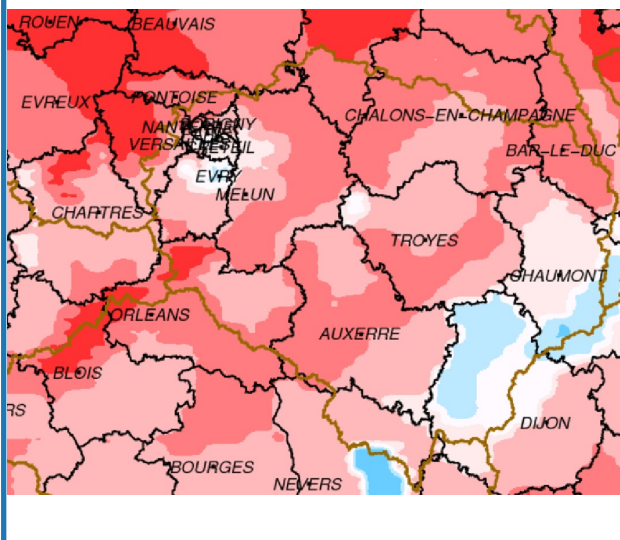 ROUEN
BEAUVAIS
EVREUX
PONTOISE
CHALONS-EN-CHAMPAGNE
BAR-LE-DUC
EVRY
MELUN
CHARTRES
TROYES
CHAUMONT
ORLEANS
AUXERRE
BLOIS
RS
DIJON
BOURGES
NEVERS